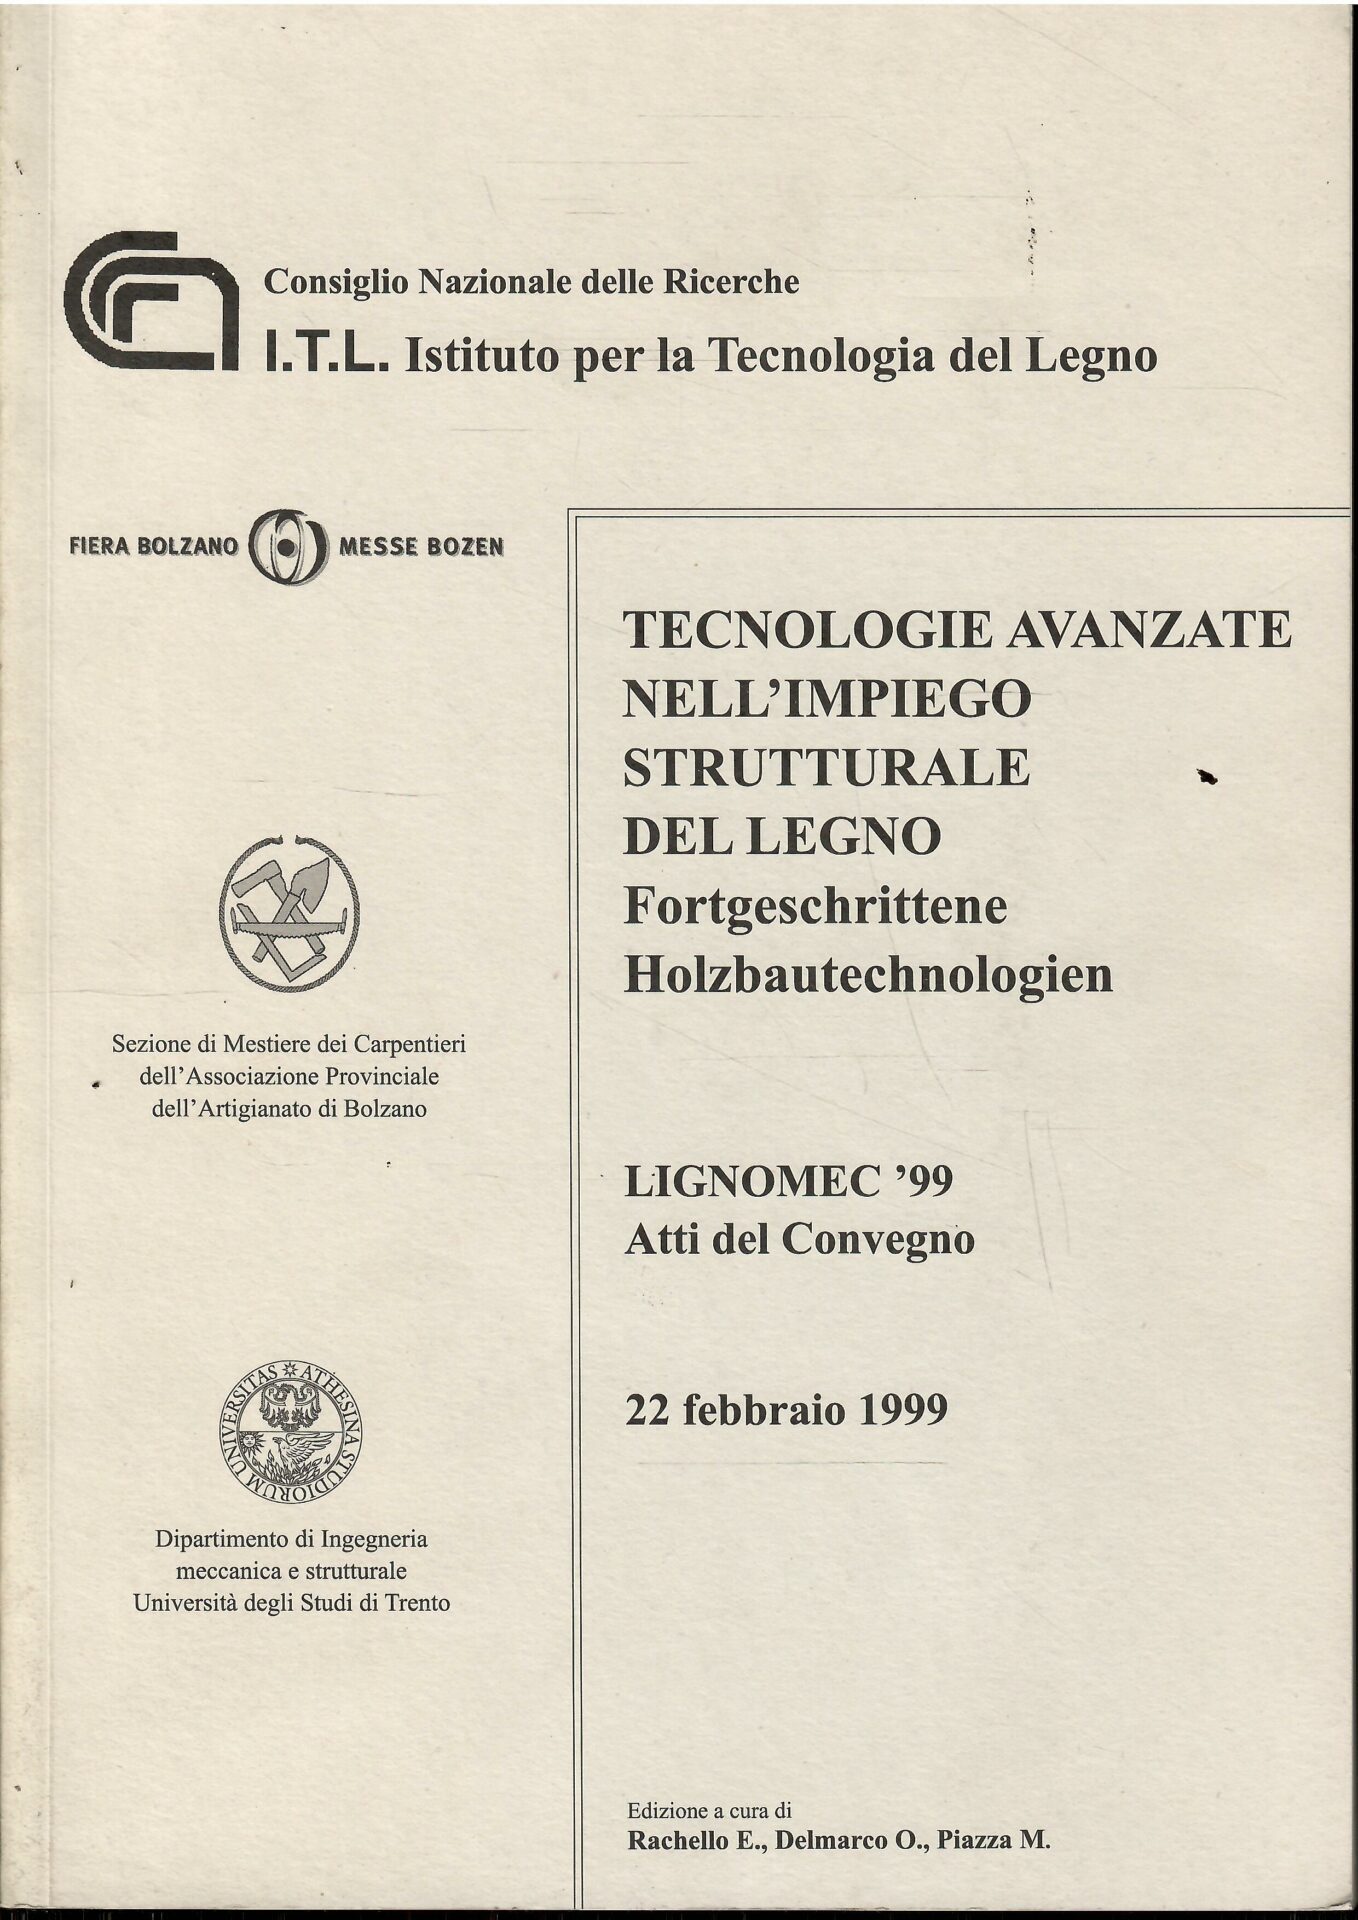 Consiglio Nazionale delle Ricerche
I.T.L. Istituto per la Tecnologia del Legno
FIERA BOLZANO MESSE BOZEN
TECNOLOGIE AVANZATE
NELL'IMPIEGO
STRUTTURALE
DEL LEGNO
Fortgeschrittene
Holzbautechnologien
Sezione di Mestiere dei Carpentieri
dell'Associazione Provinciale
dell'Artigianato di Bolzano
LIGNOMEC '99
Atti del Convegno
22 febbraio 1999
UNIVERSITAS ATHESINA STUDIORUM
Dipartimento di Ingegneria
meccanica e strutturale
Università degli Studi di Trento
Edizione a cura di
Rachello E., Delmarco O., Piazza M.